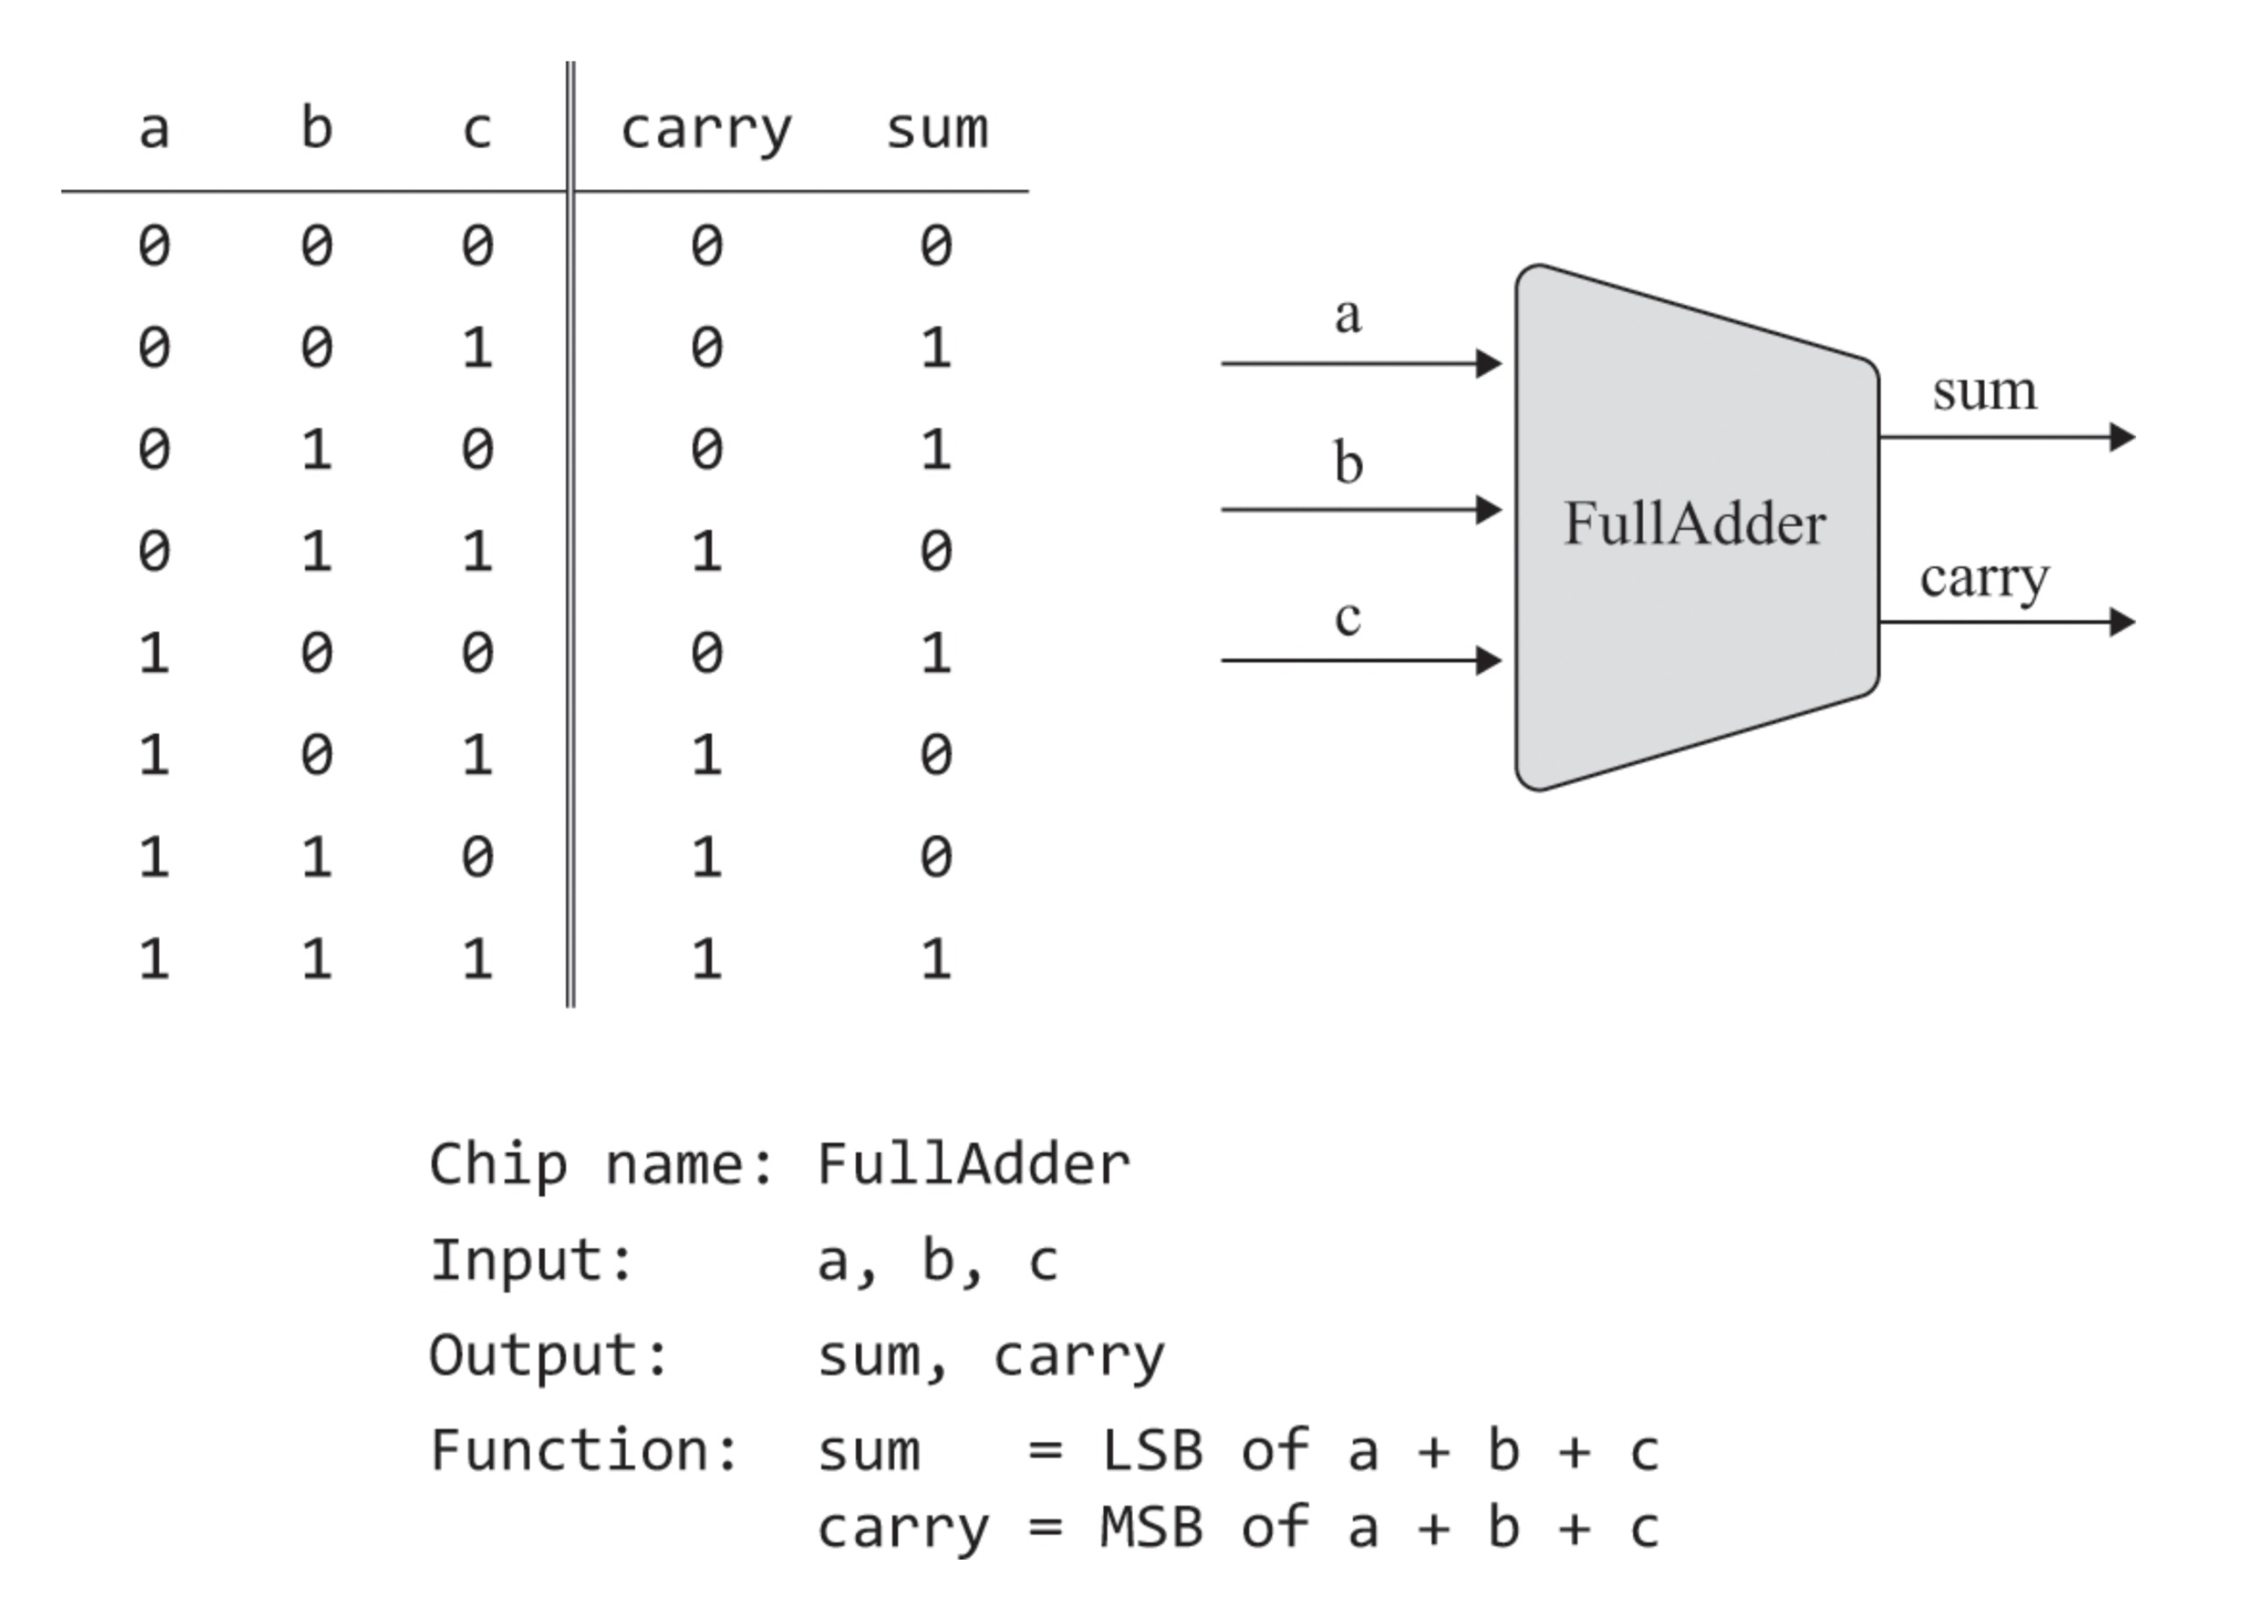 a b c carry sum
0 0 0 0 0
0 0 1 0 1
0 1 0 0 1
0 1 1 1 0
1 0 0 0 1
1 0 1 1 0
1 1 0 1 0
1 1 1 1 1
a
b
c
FullAdder
sum
carry
Chip name: FullAdder
Input: a, b, c
Output: sum, carry
Function: sum = LSB of a + b + c
carry = MSB of a + b + c